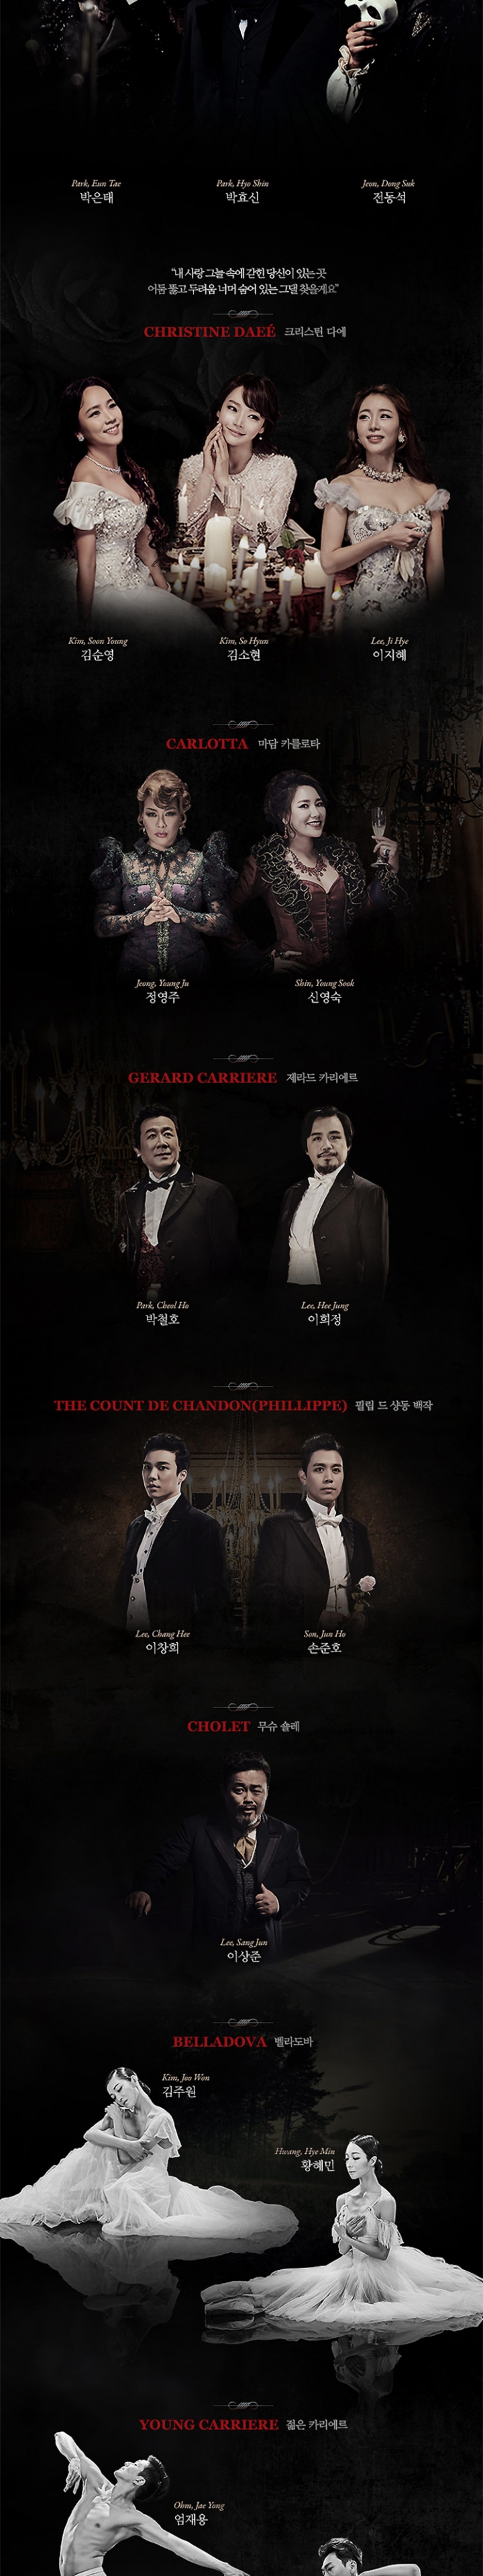 Park, Eun Tae
박은태
Park, Hyo Shin
박효신
Jeon, Dong Suk
전동석
“내 사랑 그늘 속에 갇힌 당신이 있는 곳
어둠 뚫고 두려움 너머 숨어 있는 그댈 찾을게요”
CHRISTINE DAEÉ 크리스틴 다에
Kim, Soon Young
김순영
Kim, So Hyun
김소현
Lee, Ji Hye
이지혜
CARLOTTA 마담 카를로타
Jeong, Young Ju
정영주
Shin, Young Sook
신영숙
GERARD CARRIERE 제라드 카리에르
Park, Cheol Ho
박철호
Lee, Hee Jung
이희정
THE COUNT DE CHANDON(PHILLIPPE) 필립 드 샹동 백작
Lee, Chang Hee
이창희
Son, Jun Ho
손준호
CHOLET 무슈 숄레
Lee, Sang Jun
이상준
BELLADOVA 벨라도바
Kim, Joo Won
김주원
Hwang, Hye Min
황혜민
YOUNG CARRIERE 젊은 카리에르
Ohm, Jae Yong
엄재용